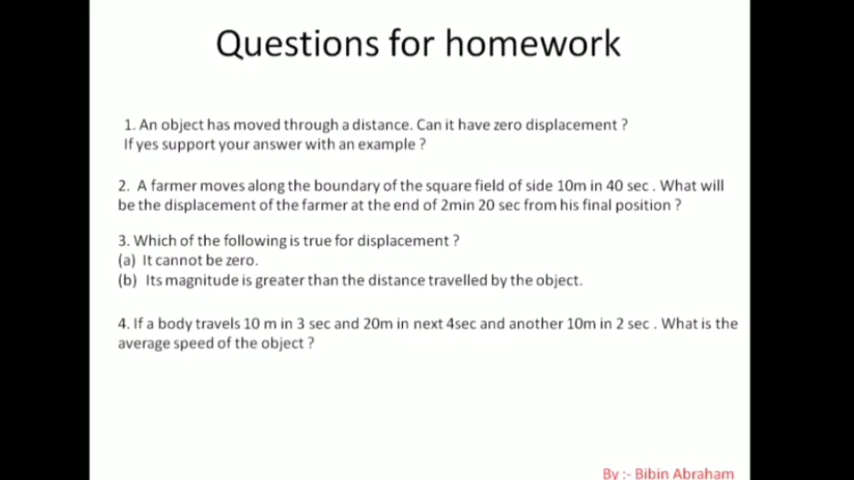 Questions for homework
1. An object has moved through a distance. Can it have zero displacement ?
If yes support your answer with an example ?
2. A farmer moves along the boundary of the square field of side 10m in 40 sec . What will
be the displacement of the farmer at the end of 2min 20 sec from his final position ?
3. Which of the following is true for displacement ?
(a) It cannot be zero.
(b) Its magnitude is greater than the distance travelled by the object.
4. If a body travels 10 m in 3 sec and 20m in next 4sec and another 10m in 2 sec . What is the
average speed of the object ?
By :- Bibin Abraham